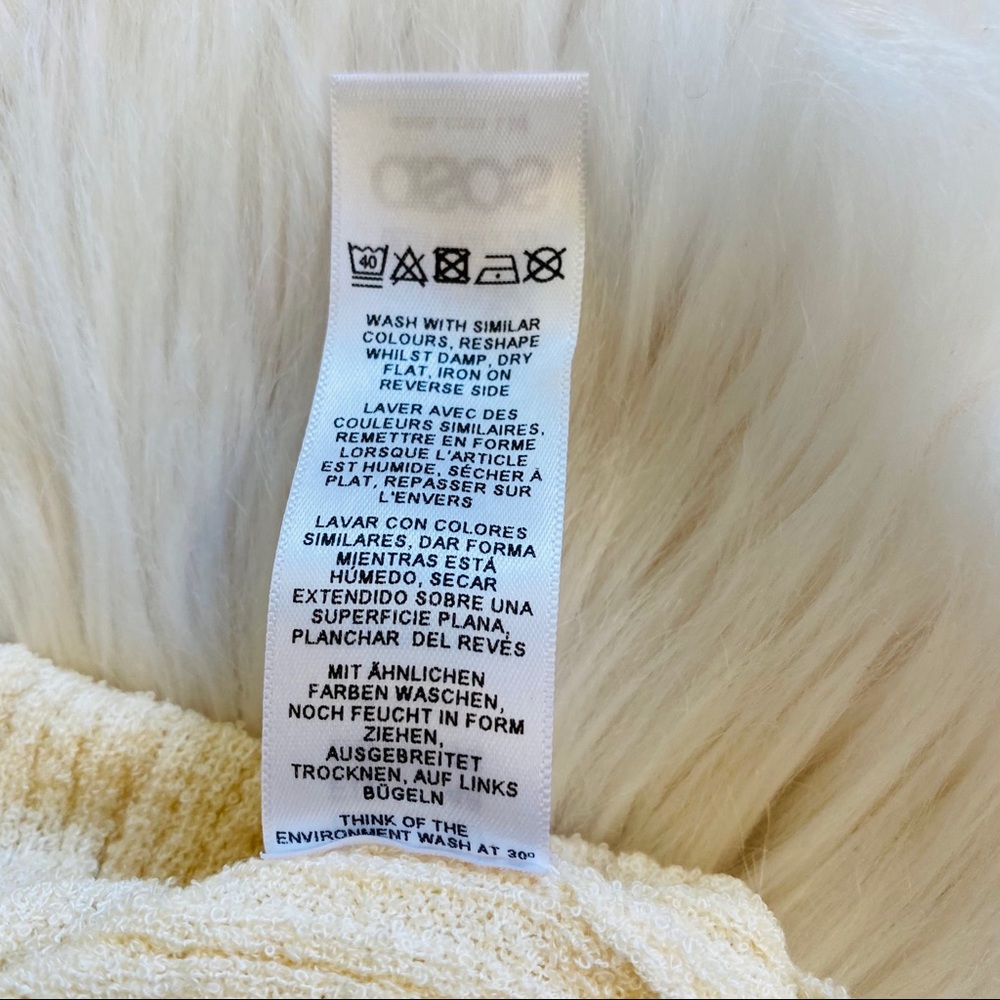 40
WASH WITH SIMILAR
COLOURS, RESHAPE
WHILST DAMP, DRY
FLAT, IRON ON
REVERSE SIDE
LAVER AVEC DES
COULEURS SIMILAIRES,
REMETTRE EN FORME
LORSQUE L'ARTICLE
EST HUMIDE, SÉCHER À
PLAT, REPASSER SUR
L'ENVERS
LAVAR CON COLORES
SIMILARES, DAR FORMA
MIENTRAS ESTÁ
HÚMEDO, SECAR
EXTENDIDO SOBRE UNA
SUPERFICIE PLANA,
PLANCHAR DEL REVÉS
MIT ÄHNLICHEN
FARBEN WASCHEN,
NOCH FEUCHT IN FORM
ZIEHEN,
AUSGEBREITET
TROCKNEN, AUF LINKS
BÜGELN
THINK OF THE
ENVIRONMENT WASH AT 30º